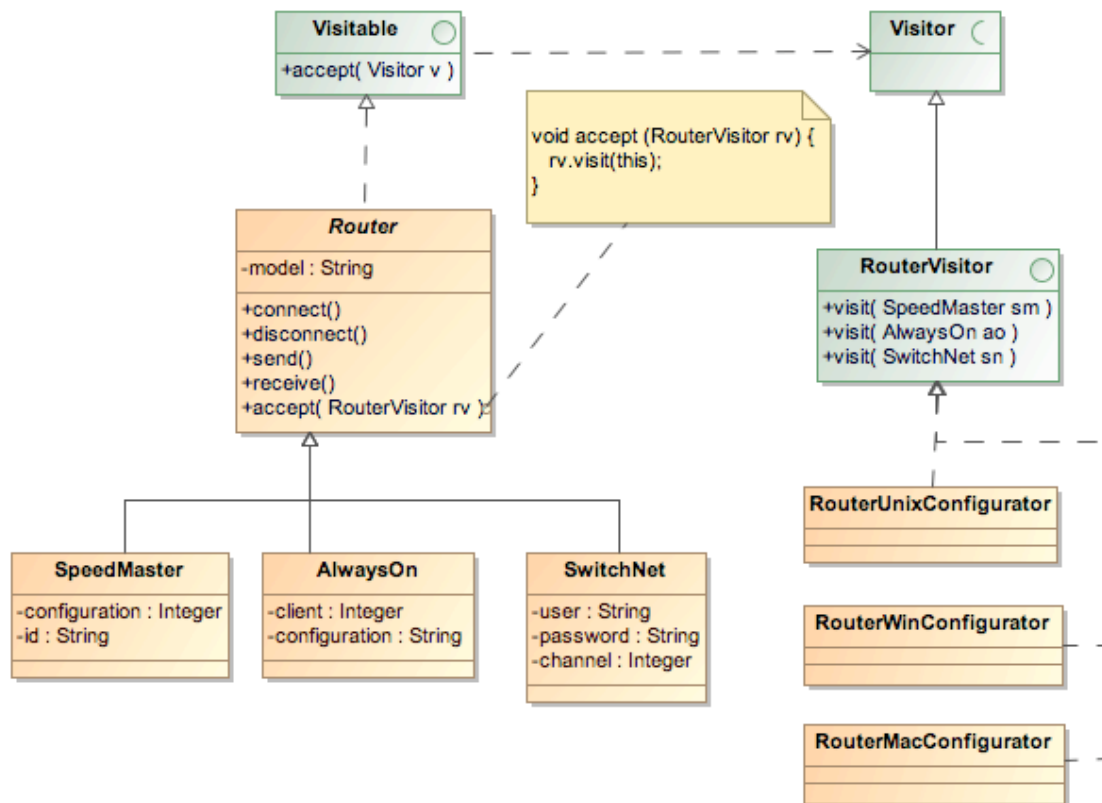 Visitable
+accept( Visitor v )
Visitor
void accept (RouterVisitor rv) {
rv.visit(this);
}
Router
-model : String
+connect()
+disconnect()
+send()
+receive()
+accept( RouterVisitor rv )
RouterVisitor
+visit( SpeedMaster sm )
+visit( AlwaysOn ao )
+visit( SwitchNet sn )
RouterUnixConfigurator
SpeedMaster
-configuration : Integer
-id : String
AlwaysOn
-client : Integer
-configuration : String
SwitchNet
-user : String
-password : String
-channel : Integer
RouterWinConfigurator
RouterMacConfigurator